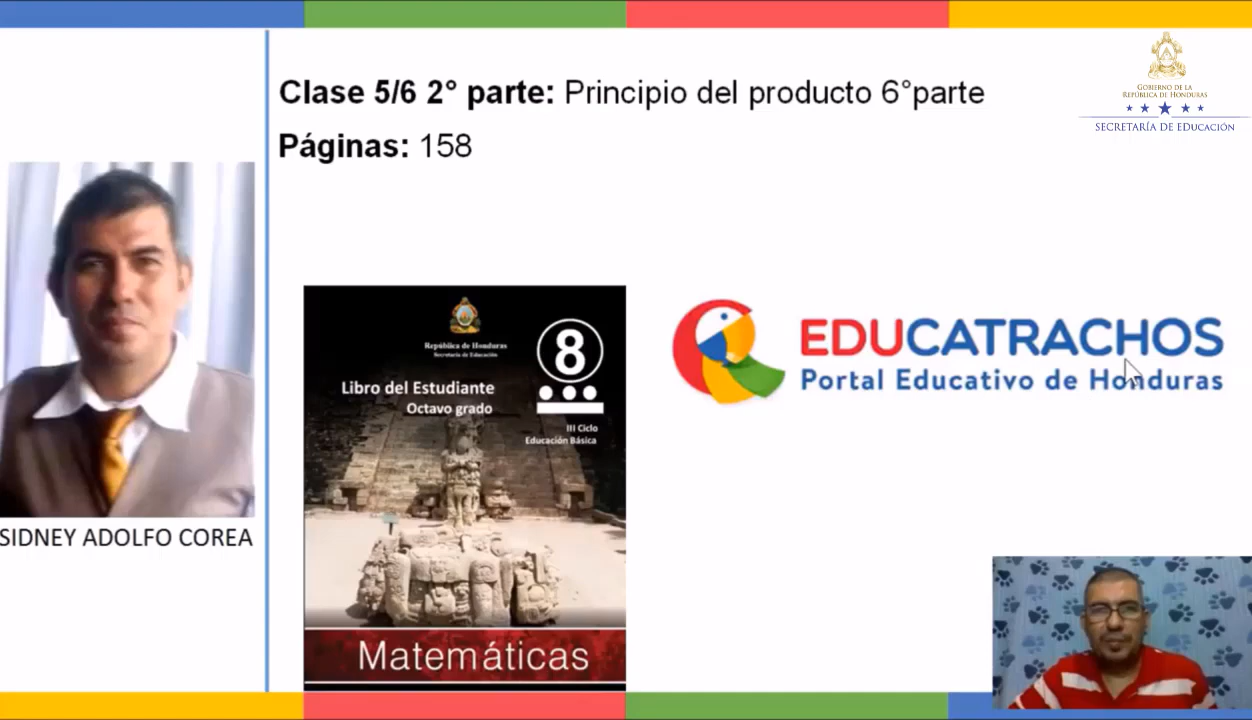 Clase 5/6 2° parte: Principio del producto 6°parte
Páginas: 158
GOBIERNO DE LA
REPÚBLICA DE HONDURAS
SECRETARÍA DE EDUCACIÓN
SIDNEY ADOLFO COREA
República de Honduras
Secretaría de Educación
8
Libro del Estudiante
Octavo grado
III Ciclo
Educación Básica
Matemáticas
EDUCATRACHOS
Portal Educativo de Honduras